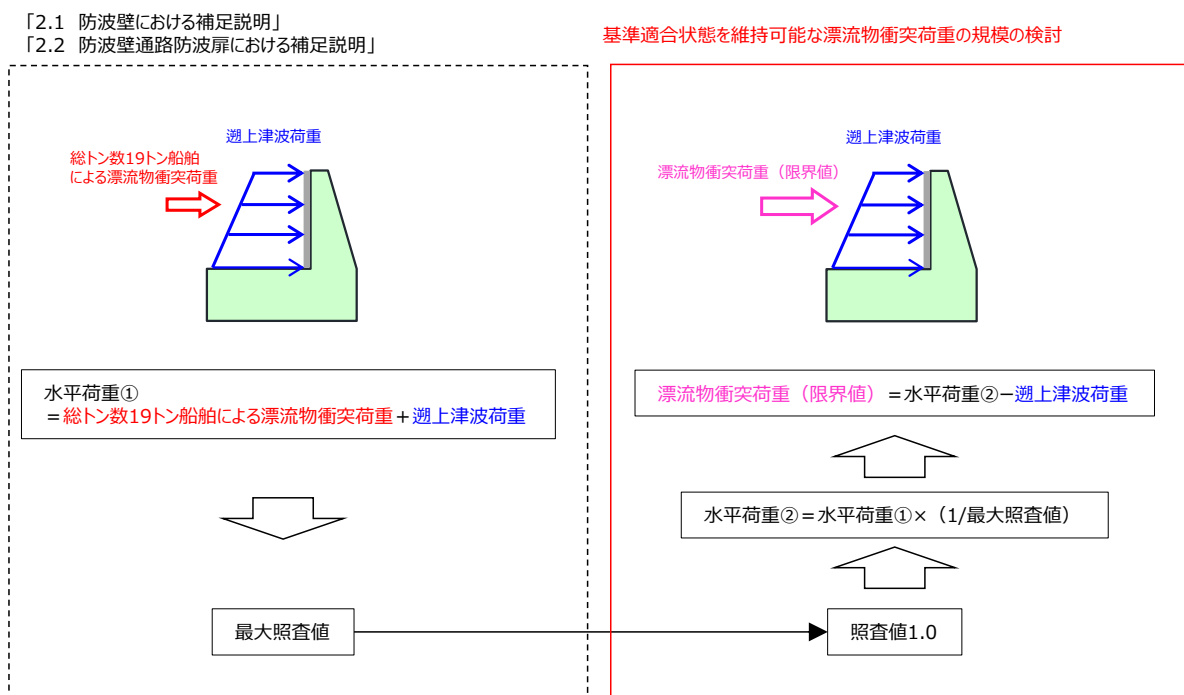 「2.1 防波壁における補足説明」
「2.2 防波壁通路防波扉における補足説明」
遡上津波荷重
総トン数19トン船舶
による漂流物衝突荷重
水平荷重①
＝総トン数19トン船舶による漂流物衝突荷重＋遡上津波荷重
最大照査値
基準適合状態を維持可能な漂流物衝突荷重の規模の検討
遡上津波荷重
漂流物衝突荷重（限界値）
漂流物衝突荷重（限界値）＝水平荷重②−遡上津波荷重
水平荷重②＝水平荷重①×（1/最大照査値）
照査値1.0